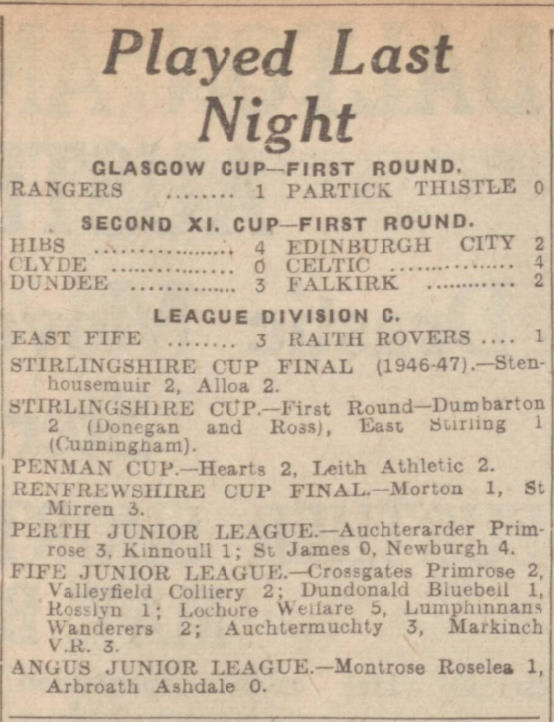 Played Last
Night
GLASGOW CUP—FIRST ROUND.
RANGERS ........ 1 PARTICK THISTLE 0
SECOND XI. CUP—FIRST ROUND.
HIBS ................ 4 EDINBURGH CITY 2
CLYDE .............. 0 CELTIC ............... 4
DUNDEE ............. 3 FALKIRK ........... 2
LEAGUE DIVISION C.
EAST FIFE ........ 3 RAITH ROVERS .... 1
STIRLINGSHIRE CUP FINAL (1946-47).—Sten-
housemuir 2, Alloa 2.
STIRLINGSHIRE CUP.—First Round—Dumbarton
2 (Donegan and Ross), East Stirling 1
(Cunningham).
PENMAN CUP.—Hearts 2, Leith Athletic 2.
RENFREWSHIRE CUP FINAL.—Morton 1, St
Mirren 3.
PERTH JUNIOR LEAGUE.—Auchterarder Prim-
rose 3, Kinnoull 1; St James 0, Newburgh 4.
FIFE JUNIOR LEAGUE.—Crossgates Primrose 2,
Valleyfield Colliery 2; Dundonald Bluebell 1,
Rosslyn 1; Lochore Welfare 5, Lumphinnans
Wanderers 2; Auchtermuchty 3, Markinch
V.R. 3.
ANGUS JUNIOR LEAGUE.—Montrose Roselea 1,
Arbroath Ashdale 0.